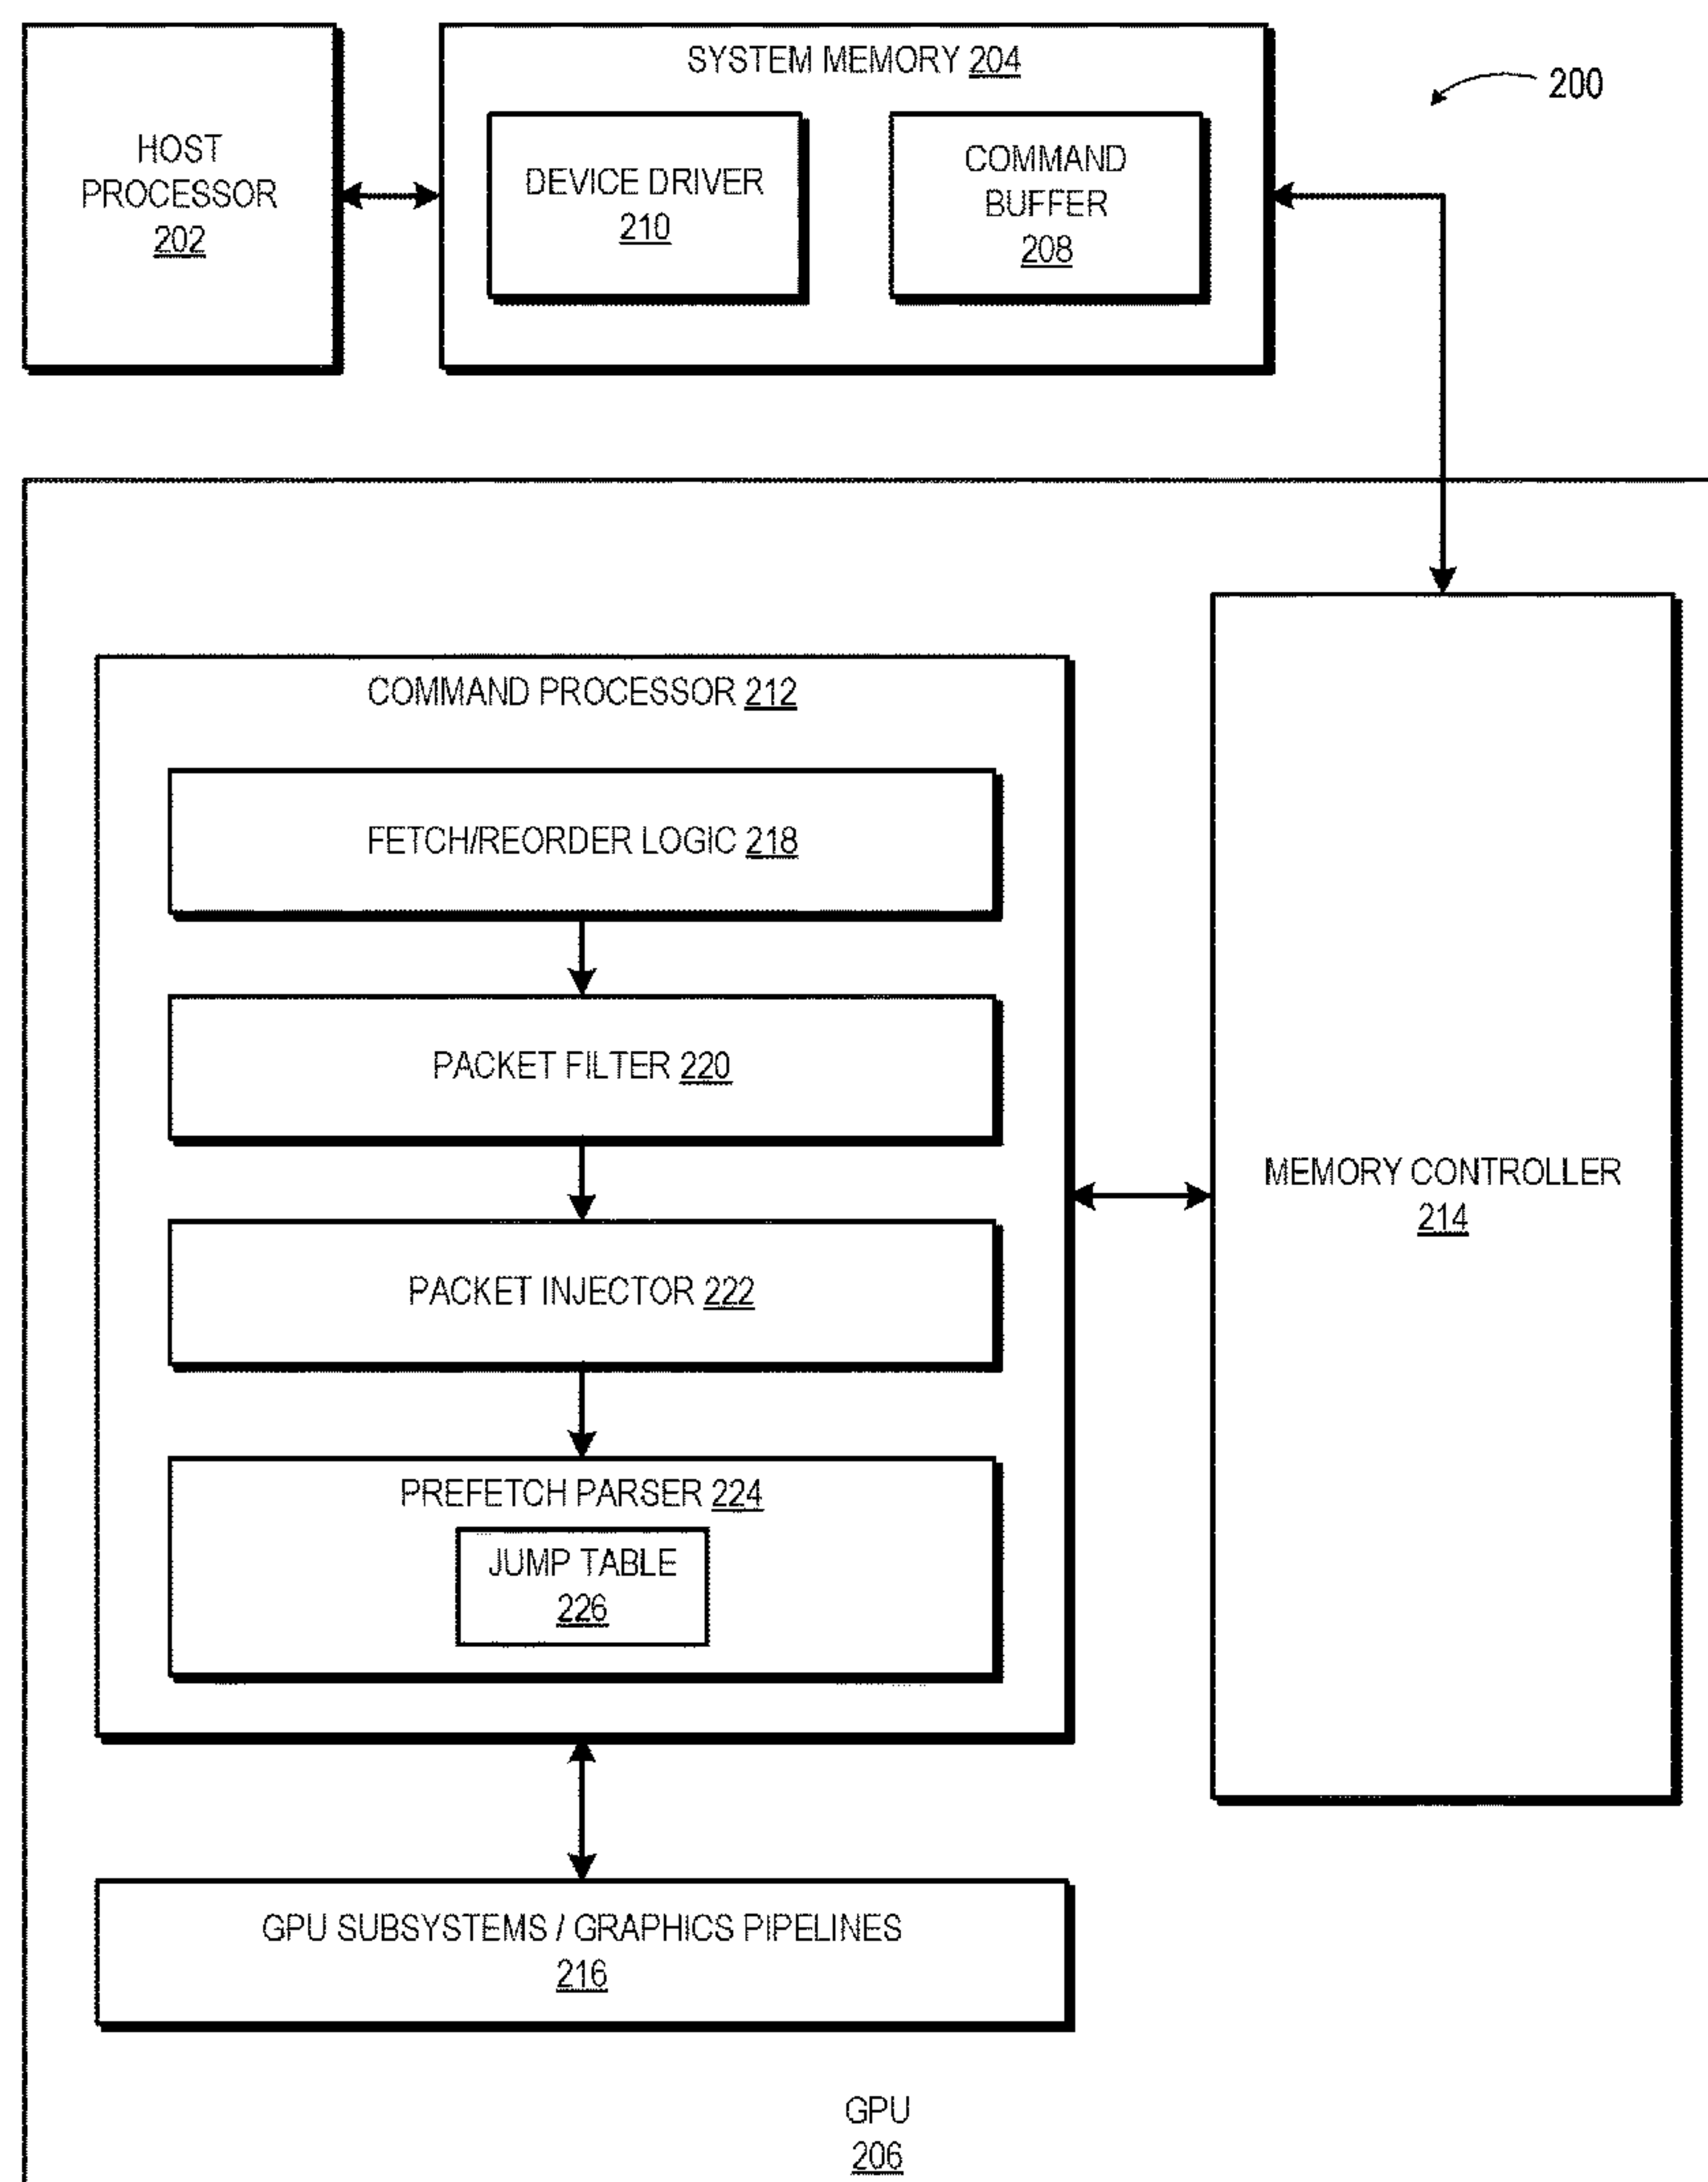 SYSTEM MEMORY 204
200
HOST
PROCESSOR
202
DEVICE DRIVER
210
COMMAND
BUFFER
208
COMMAND PROCESSOR 212
FETCH/REORDER LOGIC 218
PACKET FILTER 220
PACKET INJECTOR 222
PREFETCH PARSER 224
JUMP TABLE
226
MEMORY CONTROLLER
214
GPU SUBSYSTEMS / GRAPHICS PIPELINES
216
GPU
206